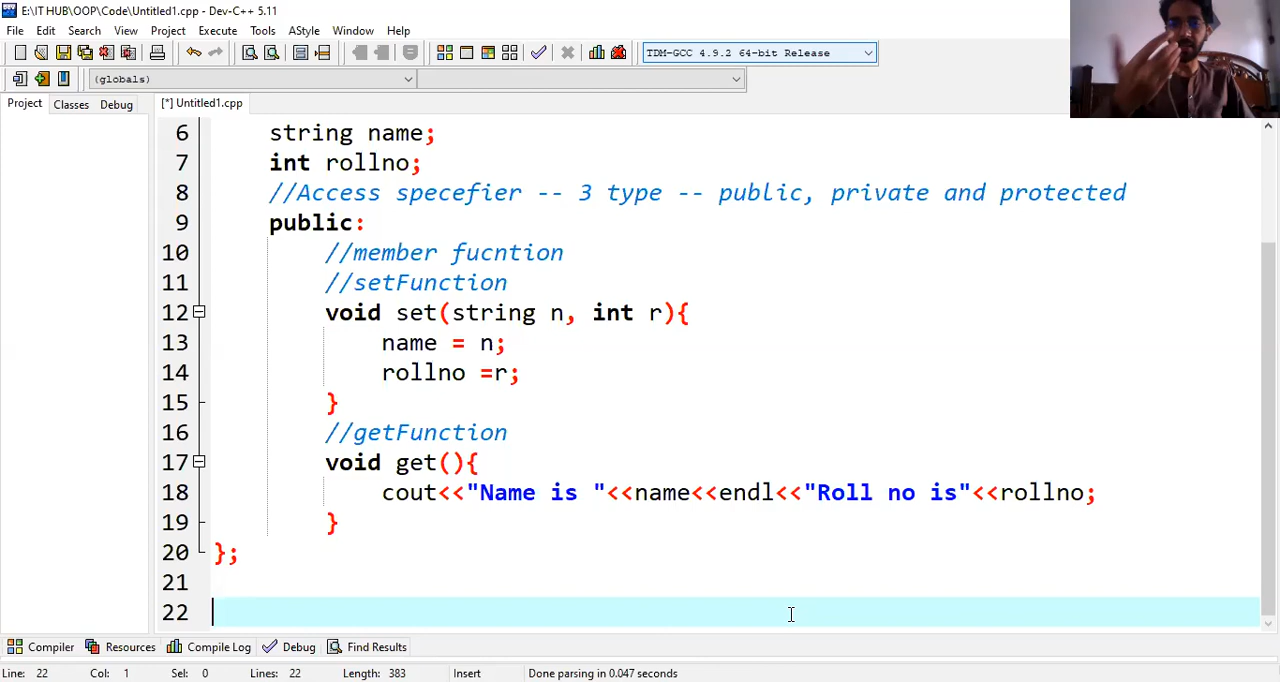 E:\IT HUB\OOP\Code\Untitled1.cpp - Dev-C++ 5.11
File Edit Search View Project Execute Tools AStyle Window Help
TDM-GCC 4.9.2 64-bit Release
(globals)
Project Classes Debug [*] Untitled1.cpp
6 string name;
7 int rollno;
8 //Access specefier -- 3 type -- public, private and protected
9 public:
10 //member fucntion
11 //setFunction
12 void set(string n, int r){
13 name = n;
14 rollno =r;
15 }
16 //getFunction
17 void get(){
18 cout<<"Name is "<<name<<endl<<"Roll no is"<<rollno;
19 }
20 };
21
22
Compiler Resources Compile Log Debug Find Results
Line: 22 Col: 1 Sel: 0 Lines: 22 Length: 383 Insert Done parsing in 0.047 seconds